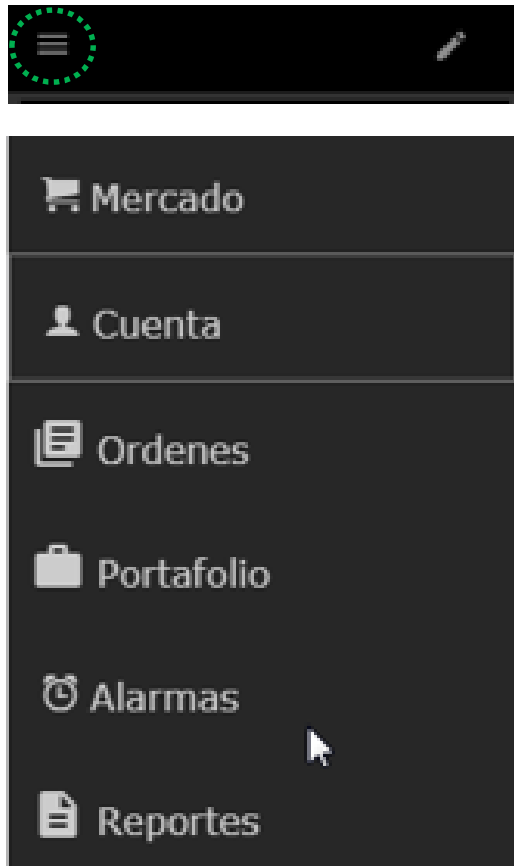 Mercado
Cuenta
Ordenes
Portafolio
Alarmas
Reportes